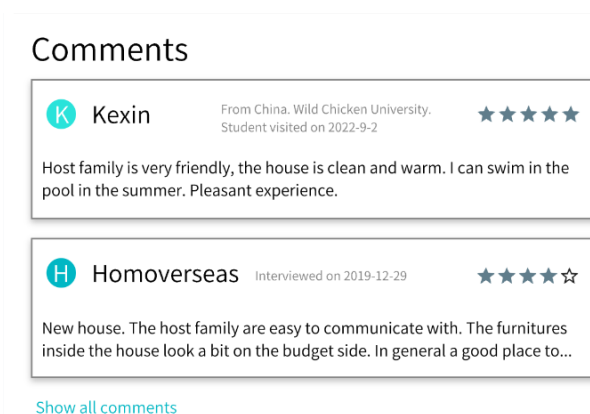 Comments
K Kexin
From China. Wild Chicken University.
Student visited on 2022-9-2
Host family is very friendly, the house is clean and warm. I can swim in the
pool in the summer. Pleasant experience.
H Homoverseas
Interviewed on 2019-12-29
New house. The host family are easy to communicate with. The furnitures
inside the house look a bit on the budget side. In general a good place to...
Show all comments